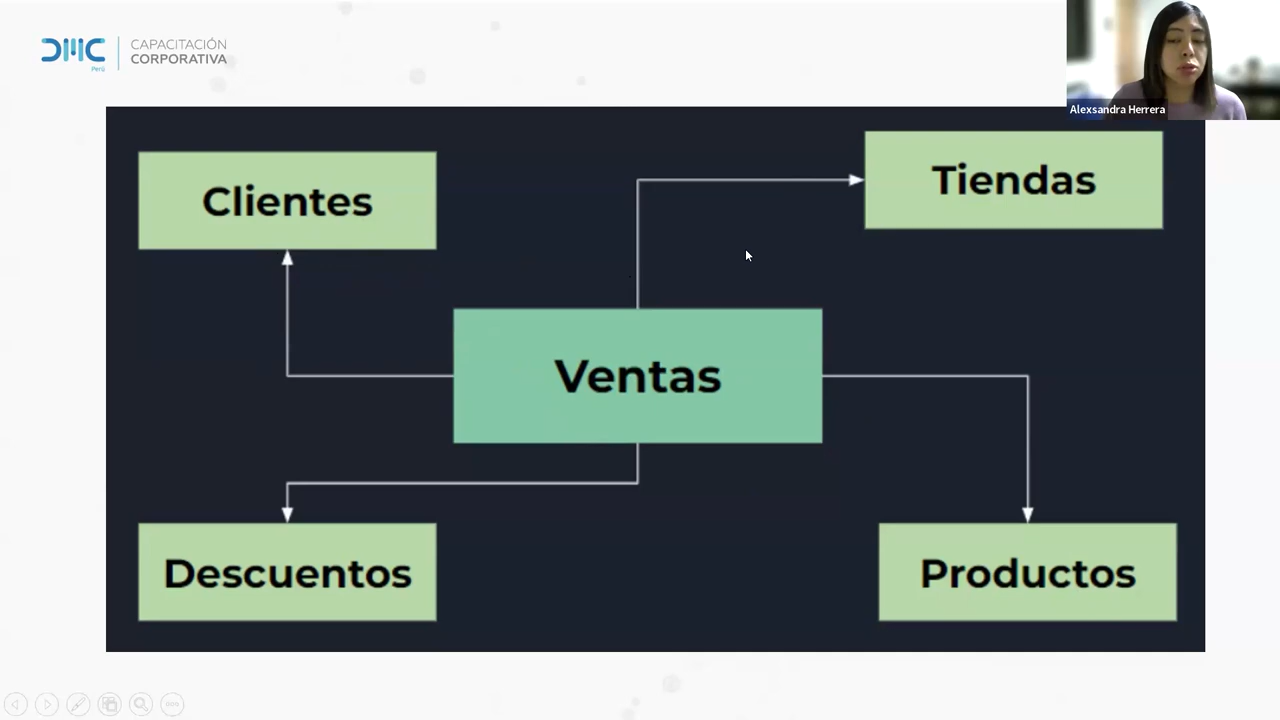 DMC
Perú
CAPACITACIÓN
CORPORATIVA
Alexsandra Herrera
Clientes
Tiendas
Ventas
Descuentos
Productos